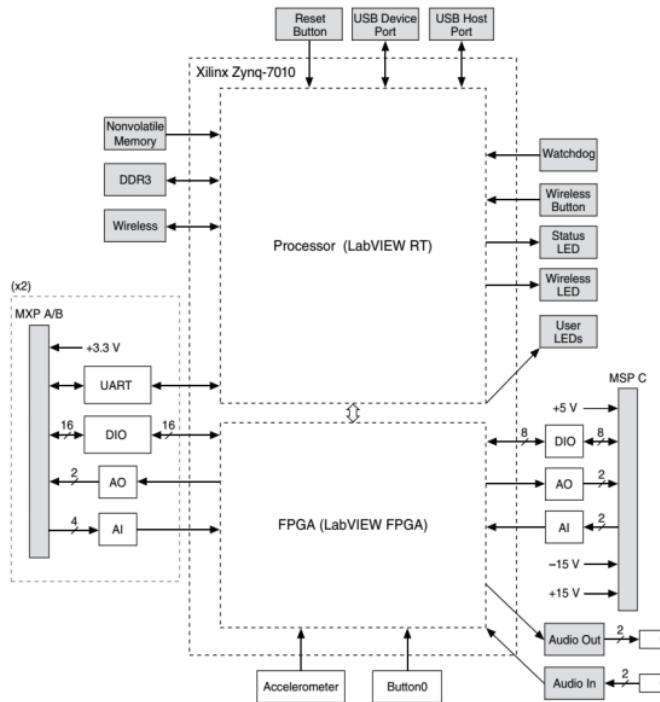 Reset
Button
USB Device
Port
USB Host
Port
Xilinx Zynq-7010
Nonvolatile
Memory
DDR3
Wireless
Processor (LabVIEW RT)
Watchdog
Wireless
Button
Status
LED
Wireless
LED
User
LEDs
(x2)
MXP A/B
+3.3 V
UART
16
DIO
16
2
AO
4
AI
FPGA (LabVIEW FPGA)
MSP C
+5 V
8
DIO
8
AO
2
AI
2
–15 V
+15 V
Audio Out
2
Audio In
2
Accelerometer
Button0